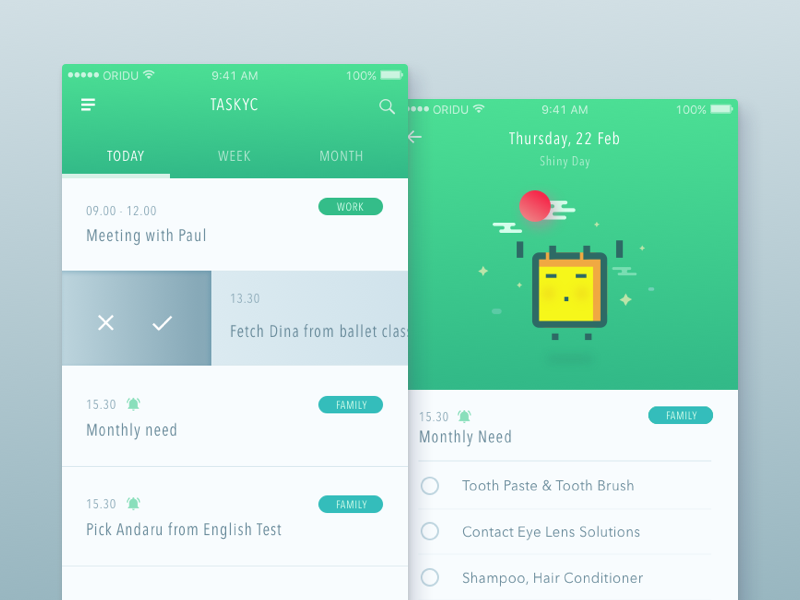 ORIDU 9:41 AM 100%
TASKYC
TODAY WEEK MONTH
09.00 - 12.00 WORK
Meeting with Paul
13.30
Fetch Dina from ballet clas
15.30 FAMILY
Monthly need
15.30 FAMILY
Pick Andaru from English Test
ORIDU 9:41 AM 100%
Thursday, 22 Feb
Shiny Day
15.30 FAMILY
Monthly Need
Tooth Paste & Tooth Brush
Contact Eye Lens Solutions
Shampoo, Hair Conditioner